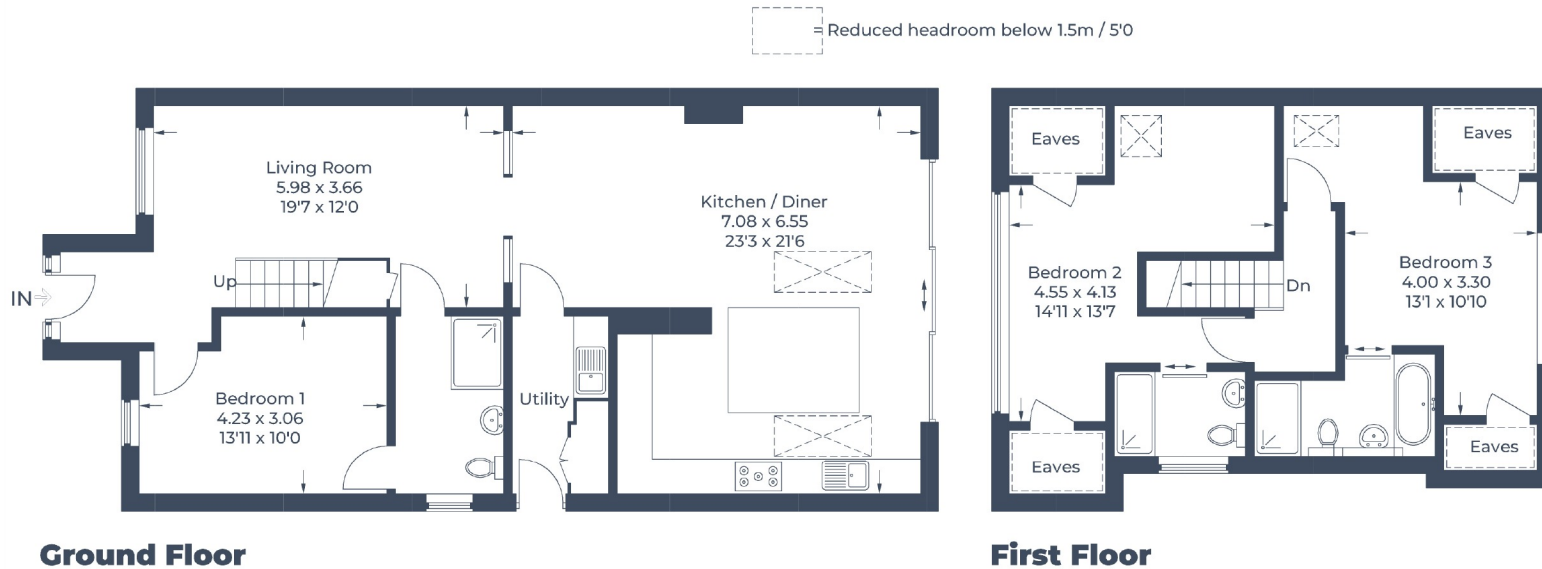 = Reduced headroom below 1.5m / 5'0
Living Room
5.98 x 3.66
19'7 x 12'0
Kitchen / Diner
7.08 x 6.55
23'3 x 21'6
Up
IN
Bedroom 1
4.23 x 3.06
13'11 x 10'0
Utility
Ground Floor
Eaves
Eaves
Bedroom 2
4.55 x 4.13
14'11 x 13'7
Dn
Bedroom 3
4.00 x 3.30
13'1 x 10'10
Eaves
Eaves
First Floor